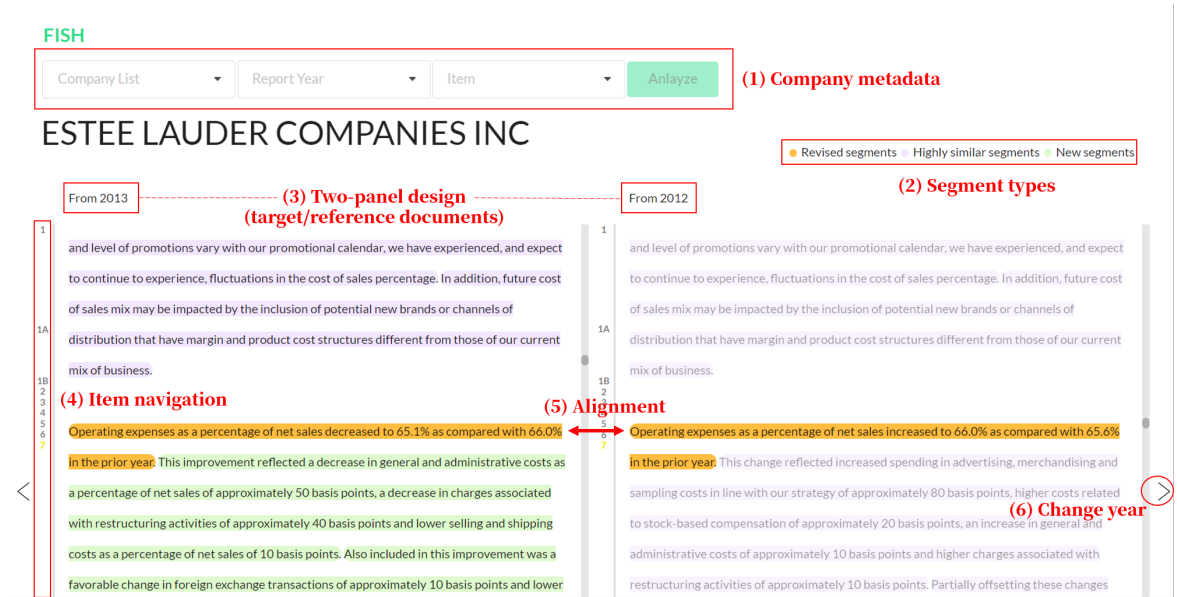 FISH
Company List
Report Year
Item
Anlayze
(1) Company metadata
ESTEE LAUDER COMPANIES INC
Revised segments
Highly similar segments
New segments
(2) Segment types
From 2013
(3) Two-panel design
(target/reference documents)
From 2012
1
1A
1B
2
3
4
5
6
7
and level of promotions vary with our promotional calendar, we have experienced, and expect
to continue to experience, fluctuations in the cost of sales percentage. In addition, future cost
of sales mix may be impacted by the inclusion of potential new brands or channels of
distribution that have margin and product cost structures different from those of our current
mix of business.
(4) Item navigation
(5) Alignment
Operating expenses as a percentage of net sales decreased to 65.1% as compared with 66.0%
in the prior year. This improvement reflected a decrease in general and administrative costs as
a percentage of net sales of approximately 50 basis points, a decrease in charges associated
with restructuring activities of approximately 40 basis points and lower selling and shipping
costs as a percentage of net sales of 10 basis points. Also included in this improvement was a
favorable change in foreign exchange transactions of approximately 10 basis points and lower
1
1A
1B
2
3
4
5
6
7
and level of promotions vary with our promotional calendar, we have experienced, and expect
to continue to experience, fluctuations in the cost of sales percentage. In addition, future cost
of sales mix may be impacted by the inclusion of potential new brands or channels of
distribution that have margin and product cost structures different from those of our current
mix of business.
Operating expenses as a percentage of net sales increased to 66.0% as compared with 65.6%
in the prior year. This change reflected increased spending in advertising, merchandising and
sampling costs in line with our strategy of approximately 80 basis points, higher costs related
to stock-based compensation of approximately 20 basis points, an increase in general and
administrative costs of approximately 10 basis points and higher charges associated with
restructuring activities of approximately 10 basis points. Partially offsetting these changes
(6) Change year